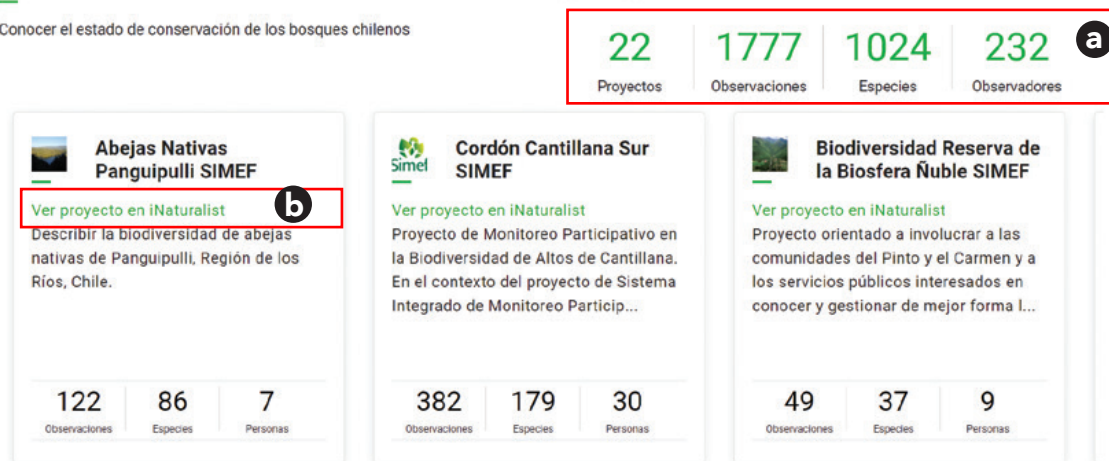 Conocer el estado de conservación de los bosques chilenos
22 1777 1024 232
Proyectos Observaciones Especies Observadores
a
Abejas Nativas
Panguipulli SIMEF
Ver proyecto en iNaturalist
b
Describir la biodiversidad de abejas
nativas de Panguipulli, Región de los
Ríos, Chile.
122 86 7
Observaciones Especies Personas
Simef
Cordón Cantillana Sur
SIMEF
Ver proyecto en iNaturalist
Proyecto de Monitoreo Participativo en
la Biodiversidad de Altos de Cantillana.
En el contexto del proyecto de Sistema
Integrado de Monitoreo Particip...
382 179 30
Observaciones Especies Personas
Biodiversidad Reserva de
la Biosfera Ñuble SIMEF
Ver proyecto en iNaturalist
Proyecto orientado a involucrar a las
comunidades del Pinto y el Carmen y a
los servicios públicos interesados en
conocer y gestionar de mejor forma l...
49 37 9
Observaciones Especies Personas